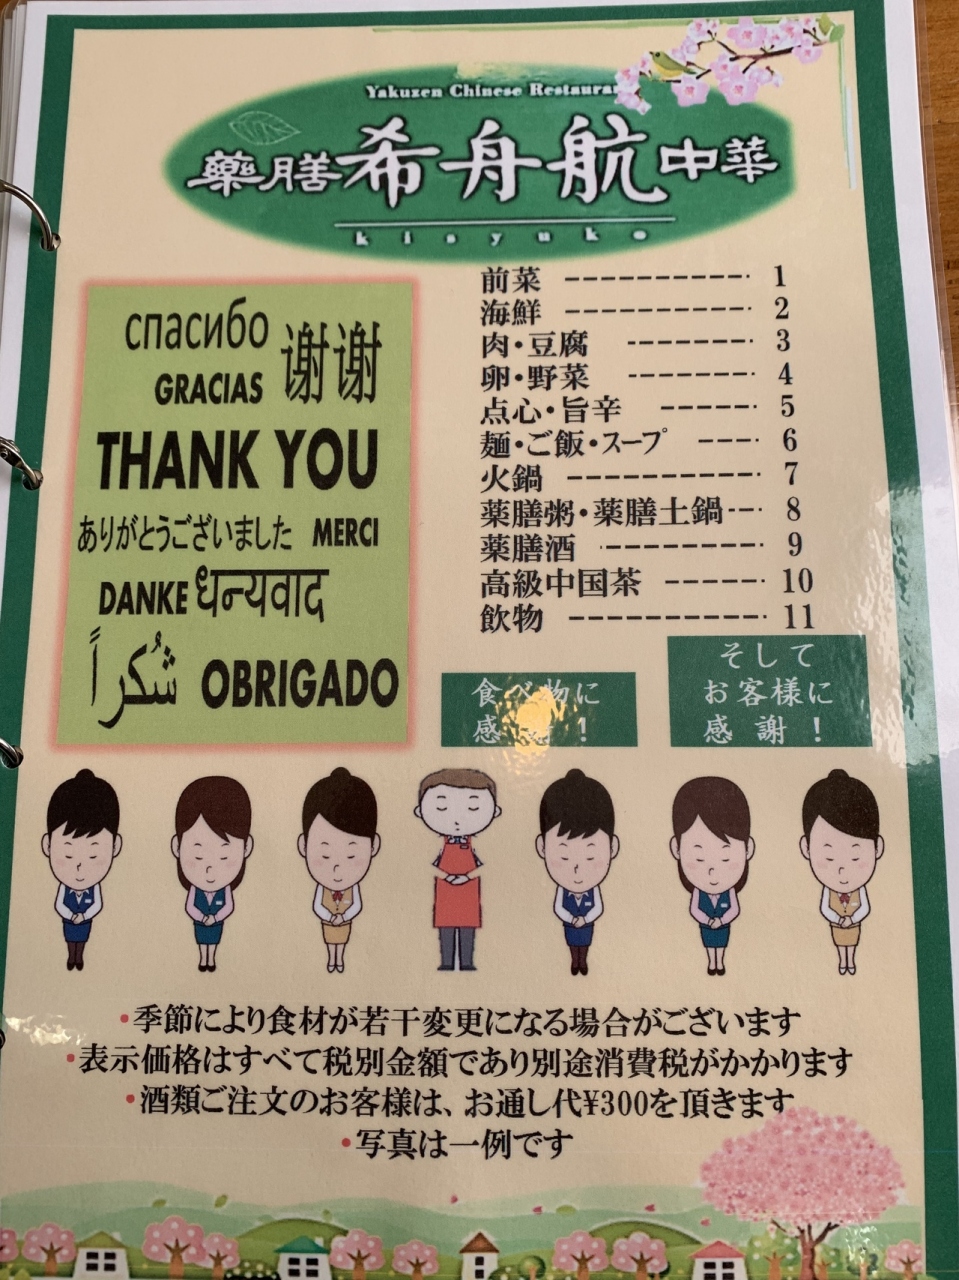 Yakuzen Chinese Restaurant
藥膳 希舟航 中華
kisyuko
спасибо
谢谢
GRACIAS
THANK YOU
ありがとうございました MERCI
DANKE धन्यवाद
شُكراً OBRIGADO
前菜 ---------- 1
海鮮 ---------- 2
肉・豆腐 ------- 3
卵・野菜 ------- 4
点心・旨辛 ----- 5
麺・ご飯・スープ --- 6
火鍋 ---------- 7
薬膳粥・薬膳土鍋 --- 8
薬膳酒 -------- 9
高級中国茶 ----- 10
飲物 ---------- 11
食べ物に
感 !
そして
お客様に
感謝!
・季節により食材が若干変更になる場合がございます
・表示価格はすべて税別金額であり別途消費税がかかります
・酒類ご注文のお客様は、お通し代¥300を頂きます
・写真は一例です